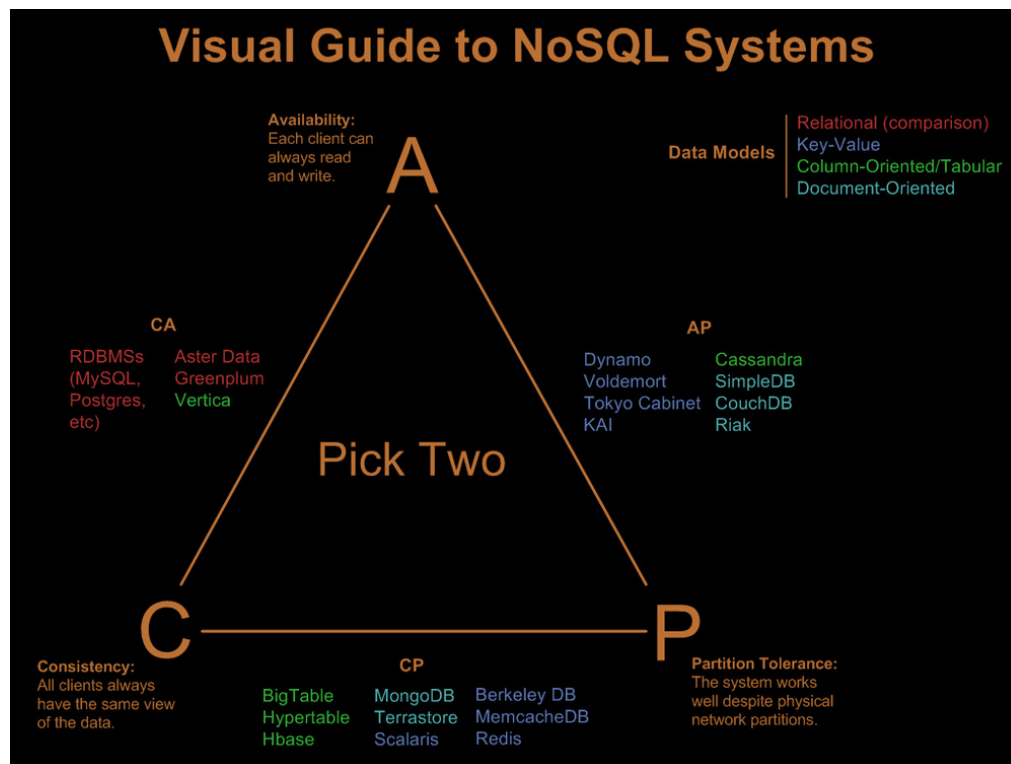 Visual Guide to NoSQL Systems
Availability:
Each client can
always read
and write.
A
Data Models
Relational (comparison)
Key-Value
Column-Oriented/Tabular
Document-Oriented
CA
RDBMSs
(MySQL,
Postgres,
etc)
Aster Data
Greenplum
Vertica
AP
Dynamo
Voldemort
Tokyo Cabinet
KAI
Cassandra
SimpleDB
CouchDB
Riak
Pick Two
C
P
Consistency:
All clients always
have the same view
of the data.
CP
BigTable
Hypertable
Hbase
MongoDB
Terrastore
Scalaris
Berkeley DB
MemcacheDB
Redis
Partition Tolerance:
The system works
well despite physical
network partitions.